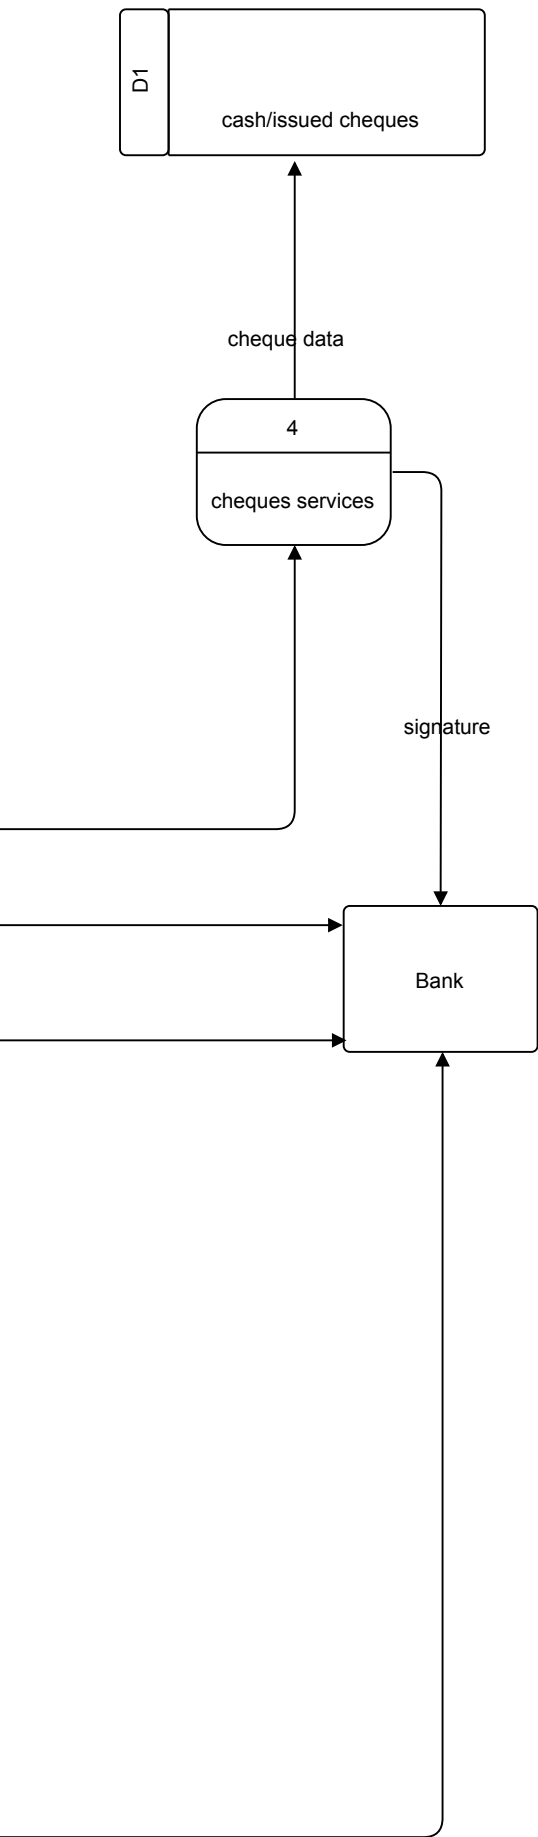 D1
cash/issued cheques
cheque data
4
cheques services
signature
Bank